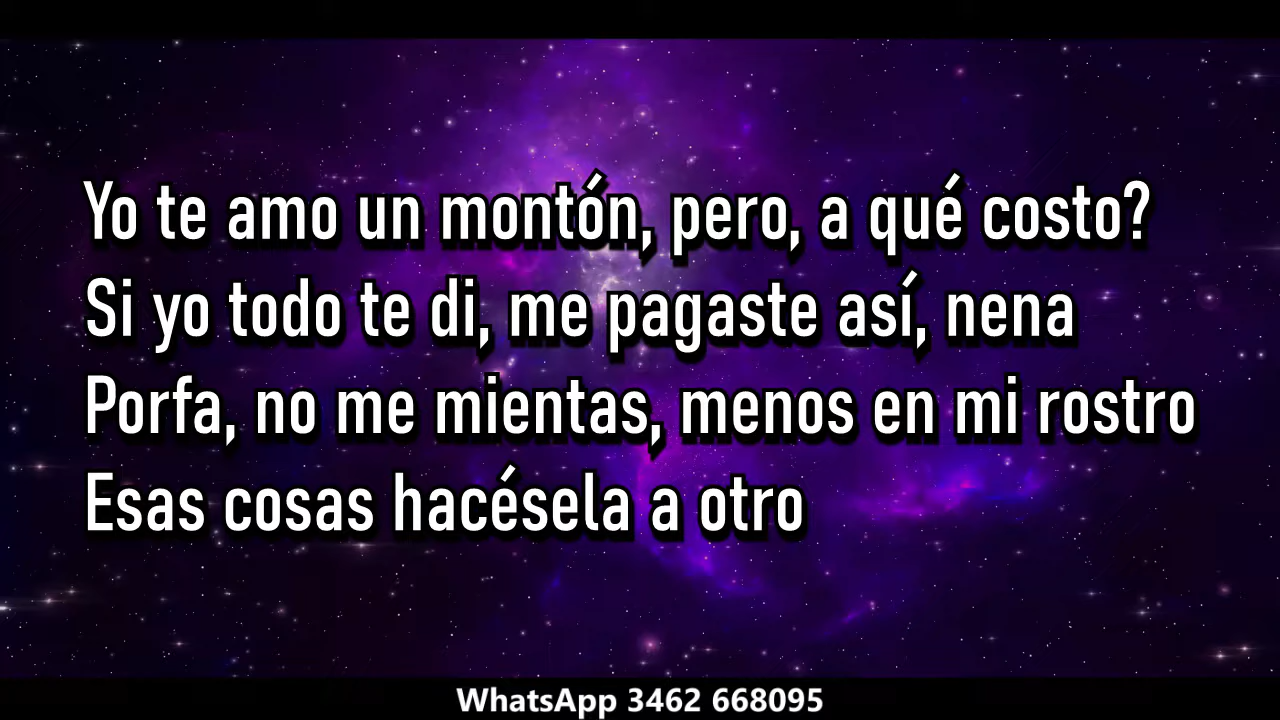 Yo te amo un montón, pero, a qué costo?
Si yo todo te di, me pagaste así, nena
Porfa, no me mientas, menos en mi rostro
Esas cosas hacésela a otro
WhatsApp 3462 668095